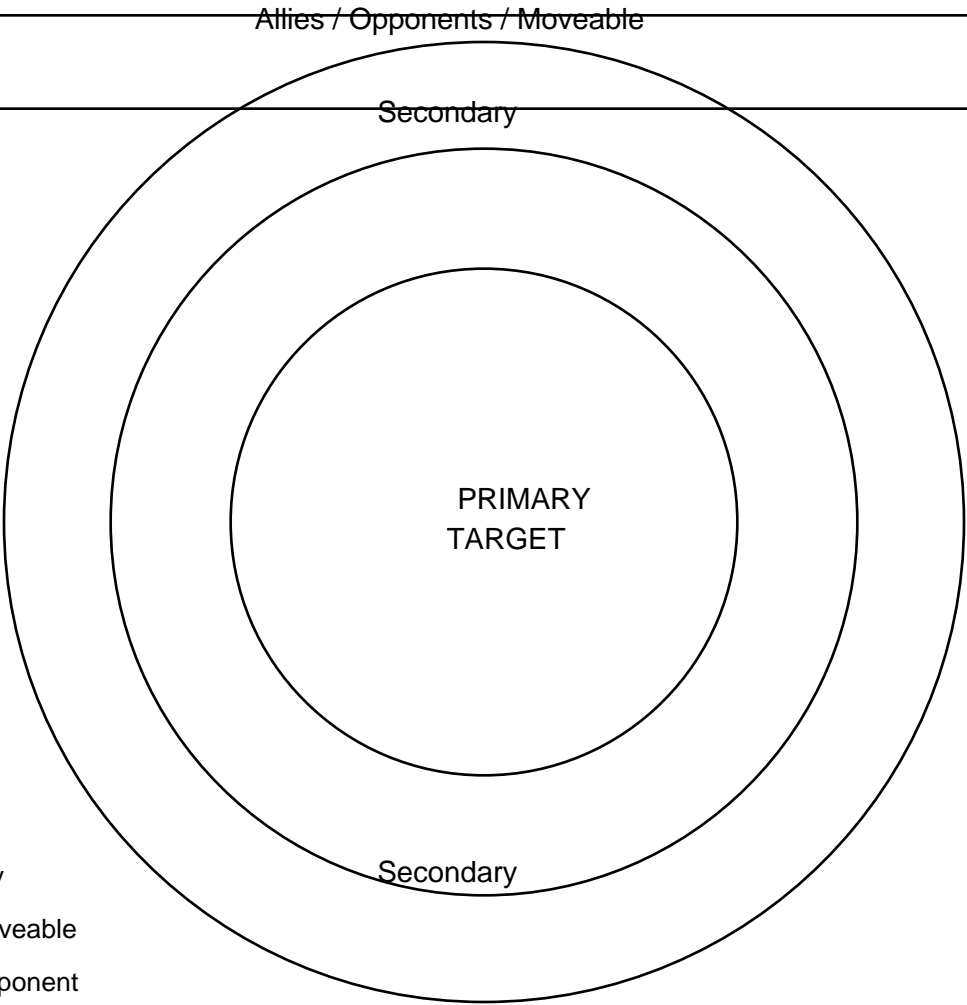 Allies / Opponents / Moveable
Secondary
PRIMARY
TARGET
Secondary
y
veable
ponent